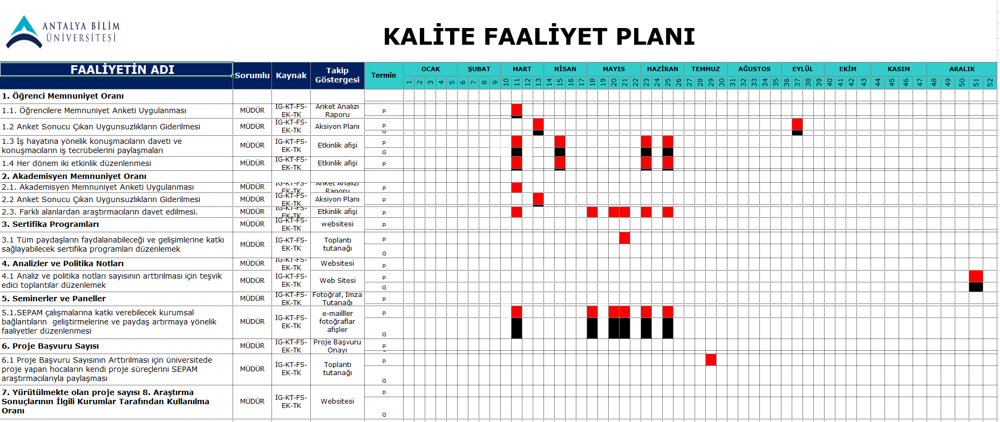 ANTALYA BİLİM
ÜNİVERSİTESİ
KALİTE FAALİYET PLANI
FAALİYETİN ADI
Sorumlu
Kaynak
Takip
Göstergesi
Termin
OCAK ŞUBAT MART NİSAN MAYIS HAZİRAN TEMMUZ AĞUSTOS EYLÜL EKİM KASIM ARALIK
1 2 3 4 5 6 7 8 9 10 11 12 13 14 15 16 17 18 19 20 21 22 23 24 25 26 27 28 29 30 31 32 33 34 35 36 37 38 39 40 41 42 43 44 45 46 47 48 49 50 51 52
1. Öğrenci Memnuniyet Oranı
1.1. Öğrencilere Memnuniyet Anketi Uygulanması
MÜDÜR
İG-KT-FS-
EK-TK
Anket Analizi
Raporu
P
1.2 Anket Sonucu Çıkan Uygunsuzlıkların Giderilmesi
MÜDÜR
İG-KT-FS-
EK-TK
Aksiyon Planı
P
G
1.3 İş hayatına yönelik konuşmacıların daveti ve
konuşmacıların iş tecrübelerini paylaşmaları
MÜDÜR
İG-KT-FS-
EK-TK
Etkinlik afişi
P
G
1.4 Her dönem iki etkinlik düzenlenmesi
MÜDÜR
İG-KT-FS-
EK-TK
Etkinlik afişi
P
2. Akademisyen Memnuniyet Oranı
2.1. Akademisyen Memnuniyet Anketi Uygulanması
MÜDÜR
İG-KT-FS-
EK-TK
Anket Analizi
Raporu
P
2.2 Anket Sonucu Çıkan Uygunsuzlıkların Giderilmesi
MÜDÜR
İG-KT-FS-
EK-TK
Aksiyon Planı
P
2.3. Farklı alanlardan araştırmacıların davet edilmesi.
MÜDÜR
İG-KT-FS-
EK-TK
Etkinlik afişi
P
3. Sertifika Programları
MÜDÜR
İG-KT-FS-
EK-TK
websitesi
P
3.1 Tüm paydaşların faydalanabileceği ve gelişimlerine katkı
sağlayabilecek sertifika programları düzenlemek
MÜDÜR
İG-KT-FS-
EK-TK
Toplantı
tutanağı
P
G
4. Analizler ve Politika Notları
MÜDÜR
İG-KT-FS-
EK-TK
Websitesi
P
4.1 Analiz ve politika notları sayısının arttırılması için teşvik
edici toplantılar düzenlemek
MÜDÜR
İG-KT-FS-
EK-TK
Web Sitesi
P
G
5. Seminerler ve Paneller
MÜDÜR
İG-KT-FS-
EK-TK
Fotoğraf, İmza
Tutanağı
P
5.1.SEPAM çalışmalarına katkı verebilecek kurumsal
bağlantıların geliştirmelerine ve paydaş artırmaya yönelik
faaliyetler düzenlenmesi
MÜDÜR
İG-KT-FS-
EK-TK
e-mailller
fotoğraflar
afişler
P
G
6. Proje Başvuru Sayısı
MÜDÜR
İG-KT-FS-
EK-TK
Proje Başvuru
Onayı
P
6.1 Proje Başvuru Sayısının Arttırılması için üniversitede
proje yapan hocaların kendi proje süreçlerini SEPAM
araştırmacılarıyla paylaşması
MÜDÜR
İG-KT-FS-
EK-TK
Toplantı
tutanağı
P
G
7. Yürütülmekte olan proje sayısı 8. Araştırma
Sonuçlarının İlgili Kurumlar Tarafından Kullanılma
Oranı
MÜDÜR
İG-KT-FS-
EK-TK
Websitesi
P
G